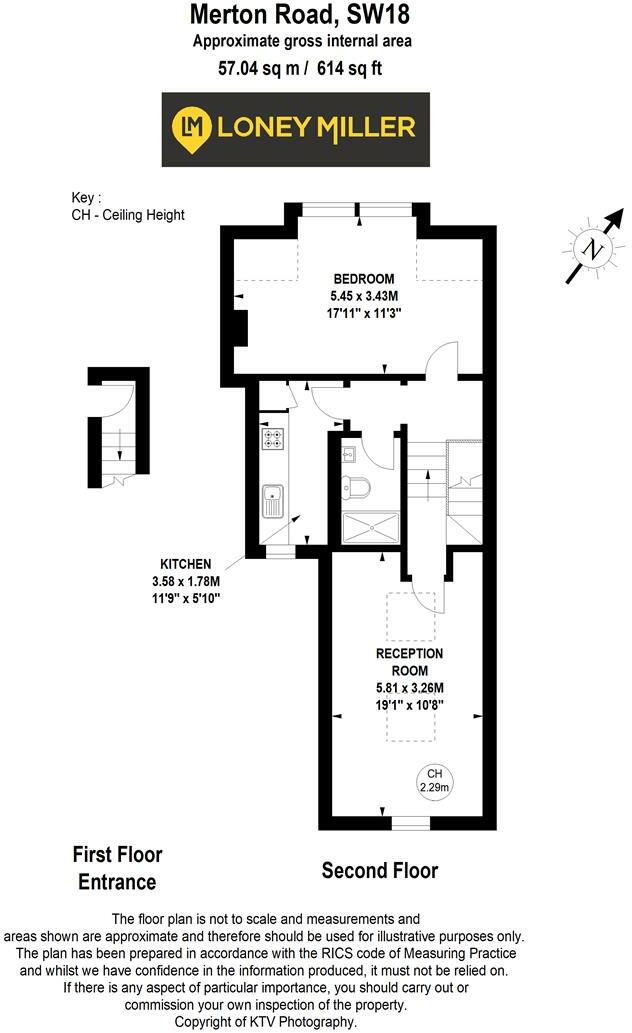 Merton Road, SW18
Approximate gross internal area
57.04 sq m / 614 sq ft
LM LONEY MILLER
Key :
CH - Ceiling Height
N
BEDROOM
5.45 x 3.43M
17'11" x 11'3"
KITCHEN
3.58 x 1.78M
11'9" x 5'10"
RECEPTION
ROOM
5.81 x 3.26M
19'1" x 10'8"
CH
2.29m
First Floor
Entrance
Second Floor
The floor plan is not to scale and measurements and
areas shown are approximate and therefore should be used for illustrative purposes only.
The plan has been prepared in accordance with the RICS code of Measuring Practice
and whilst we have confidence in the information produced, it must not be relied on.
If there is any aspect of particular importance, you should carry out or
commission your own inspection of the property.
Copyright of KTV Photography.